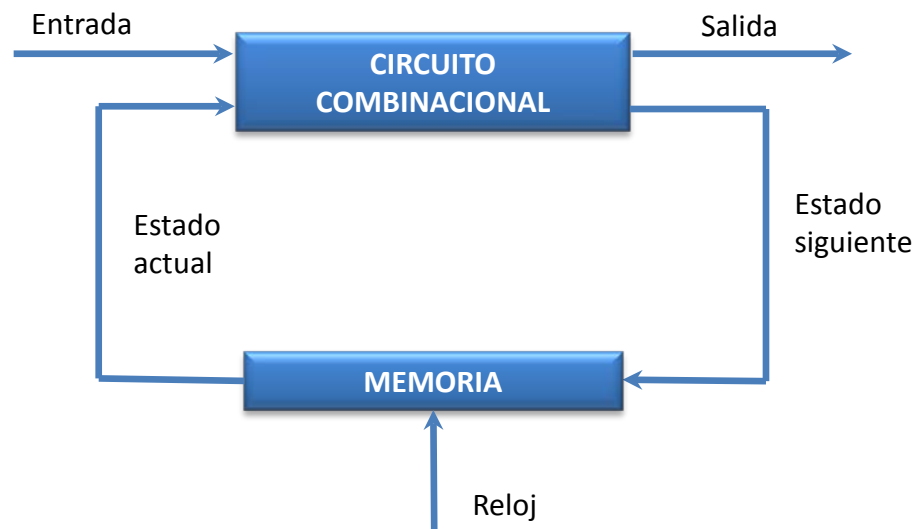 Entrada
Salida
CIRCUITO
COMBINACIONAL
Estado
actual
Estado
siguiente
MEMORIA
Reloj